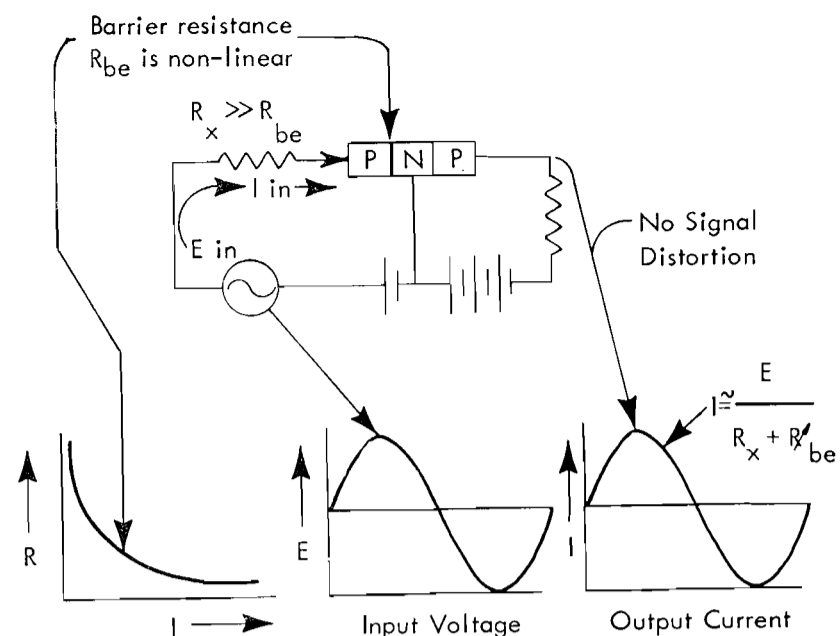 Barrier resistance
R_be is non-linear
R_x >> R_be
P N P
I in
E in
No Signal
Distortion
I ≅ E
R_x + R_be
R
I
E
Input Voltage
I
Output Current